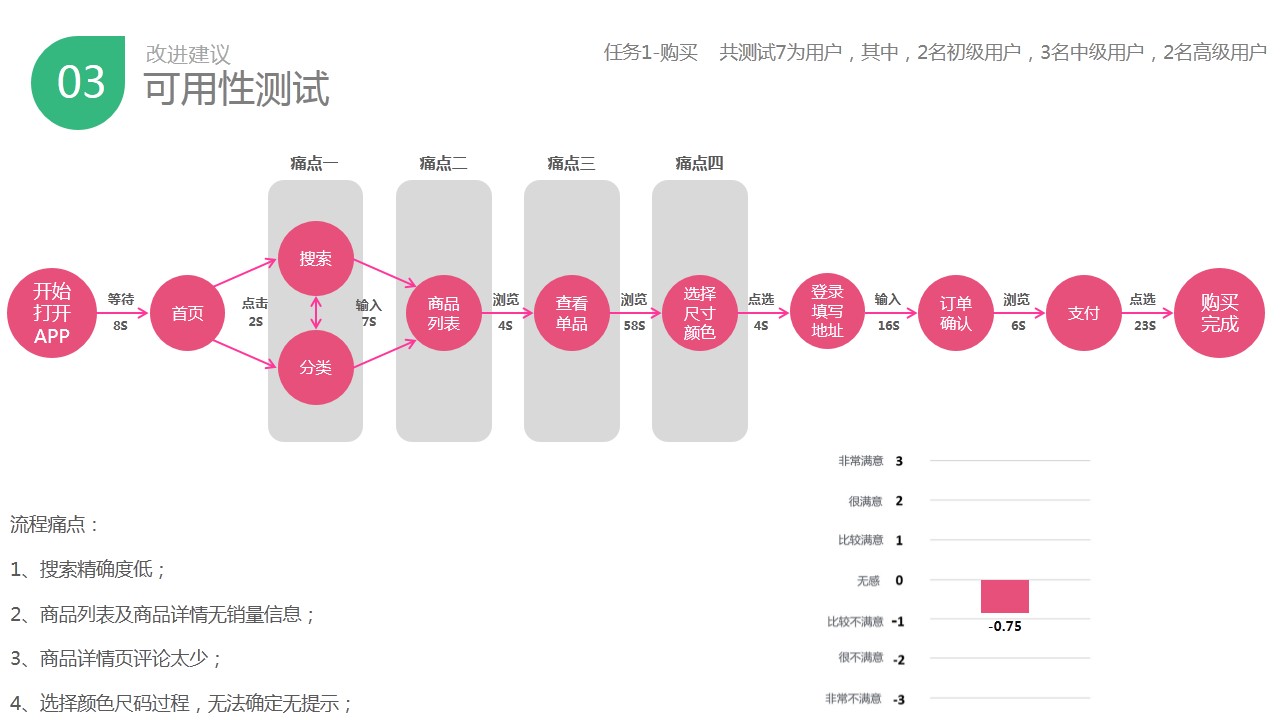 03
改进建议
可用性测试
任务1-购买 共测试7为用户，其中，2名初级用户，3名中级用户，2名高级用户
痛点一
痛点二
痛点三
痛点四
开始
打开
APP
等待
8S
首页
点击
2S
搜索
分类
输入
7S
商品
列表
浏览
4S
查看
单品
浏览
58S
选择
尺寸
颜色
点选
4S
登录
填写
地址
输入
16S
订单
确认
浏览
6S
支付
点选
23S
购买
完成
流程痛点：
1、搜索精确度低；
2、商品列表及商品详情无销量信息；
3、商品详情页评论太少；
4、选择颜色尺码过程，无法确定无提示；
非常满意 3
很满意 2
比较满意 1
无感 0
比较不满意 -1
很不满意 -2
非常不满意 -3
-0.75